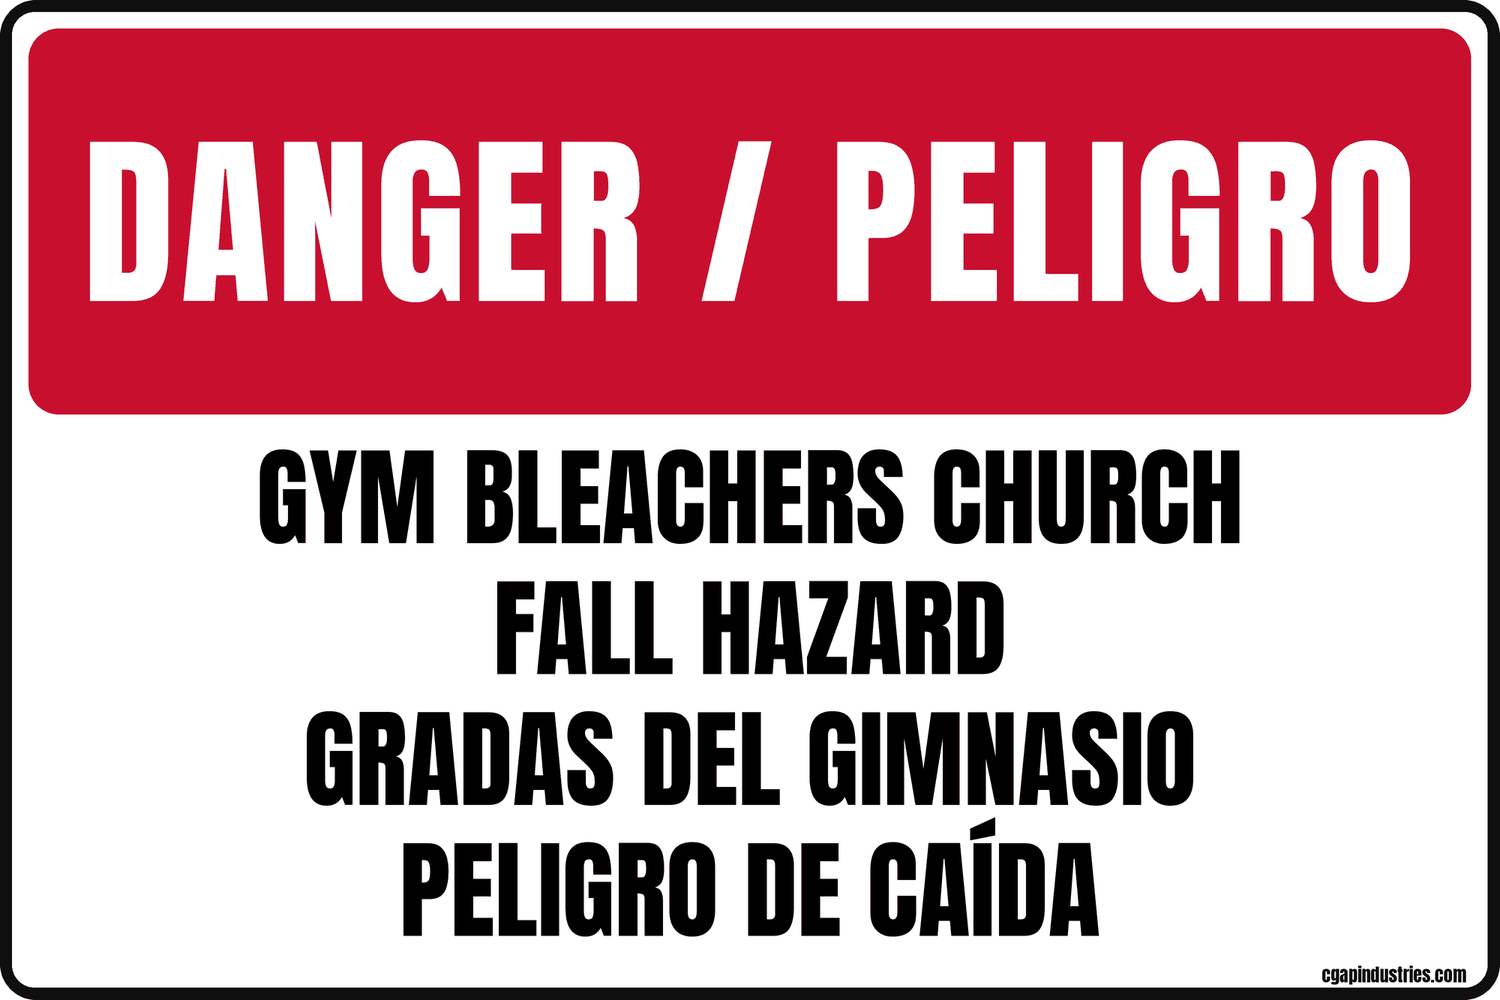 DANGER / PELIGRO
GYM BLEACHERS CHURCH
FALL HAZARD
GRADAS DEL GIMNASIO
PELIGRO DE CAÍDA
cgapindustries.com